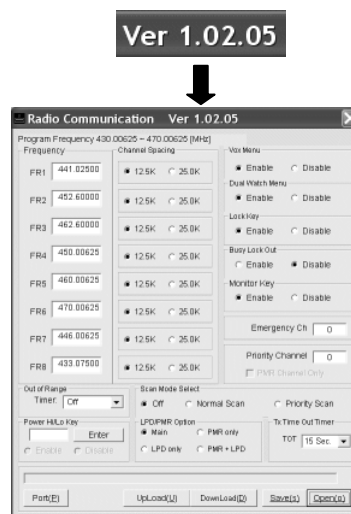 Ver 1.02.05
Radio Communication Ver 1.02.05
Program Frequency 430.00625 ~ 470.00625 [MHz]
Frequency
FR1 441.02500
FR2 452.60000
FR3 462.60000
FR4 450.00625
FR5 460.00625
FR6 470.00625
FR7 446.00625
FR8 433.07500
Channel Spacing
12.5K 25.0K
12.5K 25.0K
12.5K 25.0K
12.5K 25.0K
12.5K 25.0K
12.5K 25.0K
12.5K 25.0K
12.5K 25.0K
Vox Menu
Enable Disable
Dual Watch Menu
Enable Disable
Lock Key
Enable Disable
Busy Lock Out
Enable Disable
Monitor Key
Enable Disable
Emergency Ch 0
Priority Channel 0
PMR Channel Only
Out of Range
Timer: Off
Scan Mode Select
Off Normal Scan Priority Scan
Power Hi/Lo Key
Enter
Enable Disable
LPD/PMR Option
Main PMR only
LPD only PMR + LPD
Tx Time Out Timer
TOT 15 Sec.
Port(P) UpLoad(U) DownLoad(D) Save(s) Open(o)